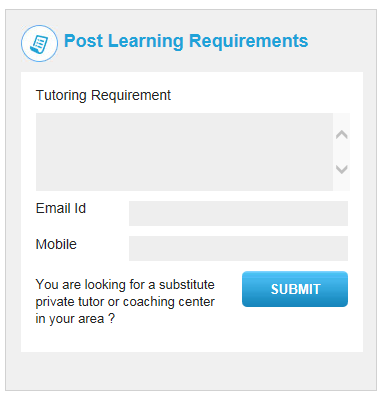 Post Learning Requirements
Tutoring Requirement
Email Id
Mobile
You are looking for a substitute
private tutor or coaching center
in your area ?
SUBMIT